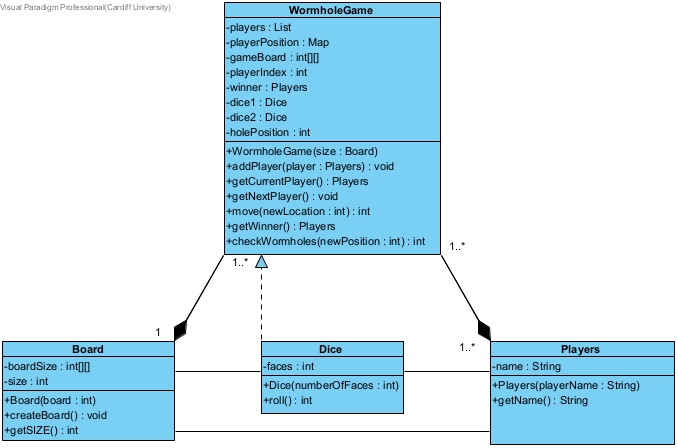 Visual Paradigm Professional(Cardiff University)
WormholeGame
-players : List
-playerPosition : Map
-gameBoard : int[][]
-playerIndex : int
-winner : Players
-dice1 : Dice
-dice2 : Dice
-holePosition : int
+WormholeGame(size : Board)
+addPlayer(player : Players) : void
+getCurrentPlayer() : Players
+getNextPlayer() : void
+move(newLocation : int) : int
+getWinner() : Players
+checkWormholes(newPosition : int) : int
1..*
1..*
1
1..*
Board
-boardSize : int[][]
-size : int
+Board(board : int)
+createBoard() : void
+getSIZE() : int
Dice
-faces : int
+Dice(numberOfFaces : int)
+roll() : int
Players
-name : String
+Players(playerName : String)
+getName() : String